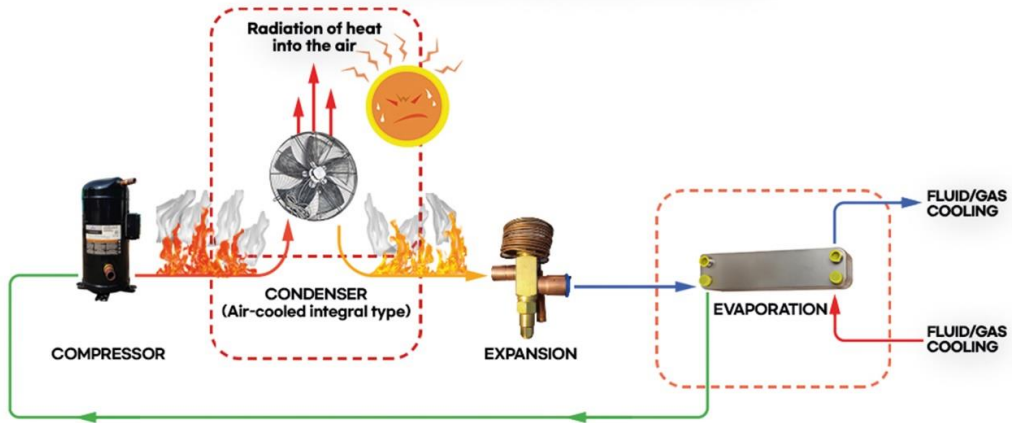 Radiation of heat
into the air
FLUID/GAS
COOLING
CONDENSER
(Air-cooled integral type)
EVAPORATION
FLUID/GAS
COOLING
COMPRESSOR
EXPANSION